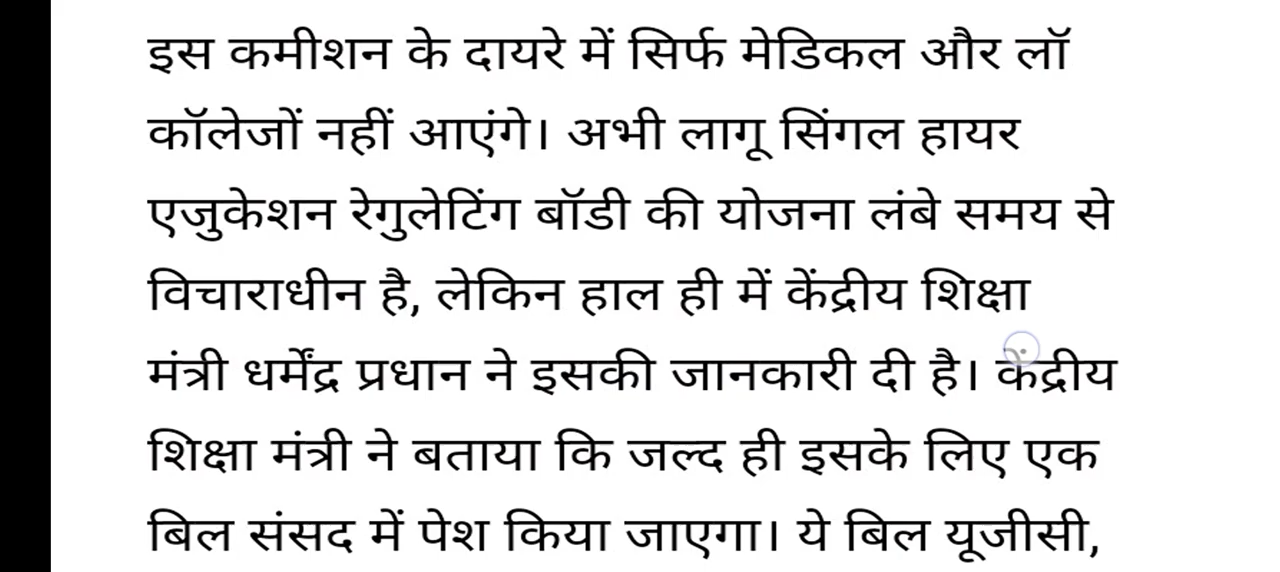 इस कमीशन के दायरे में सिर्फ मेडिकल और लॉ
कॉलेजों नहीं आएंगे। अभी लागू सिंगल हायर
एजुकेशन रेगुलेटिंग बॉडी की योजना लंबे समय से
विचाराधीन है, लेकिन हाल ही में केंद्रीय शिक्षा
मंत्री धर्मेंद्र प्रधान ने इसकी जानकारी दी है। केंद्रीय
शिक्षा मंत्री ने बताया कि जल्द ही इसके लिए एक
बिल संसद में पेश किया जाएगा। ये बिल यूजीसी,